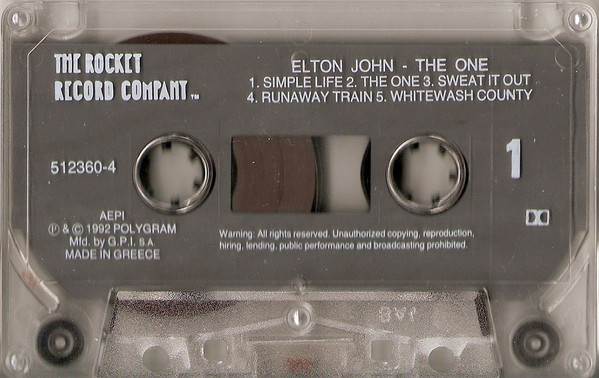 THE ROCKET
RECORD COMPANY ™
ELTON JOHN - THE ONE
1. SIMPLE LIFE 2. THE ONE 3. SWEAT IT OUT
4. RUNAWAY TRAIN 5. WHITEWASH COUNTY
512360-4
1
AEPI
℗ & © 1992 POLYGRAM
Mfd. by G.P.I. S.A.
MADE IN GREECE
Warning: All rights reserved. Unauthorized copying, reproduction,
hiring, lending, public performance and broadcasting prohibited.